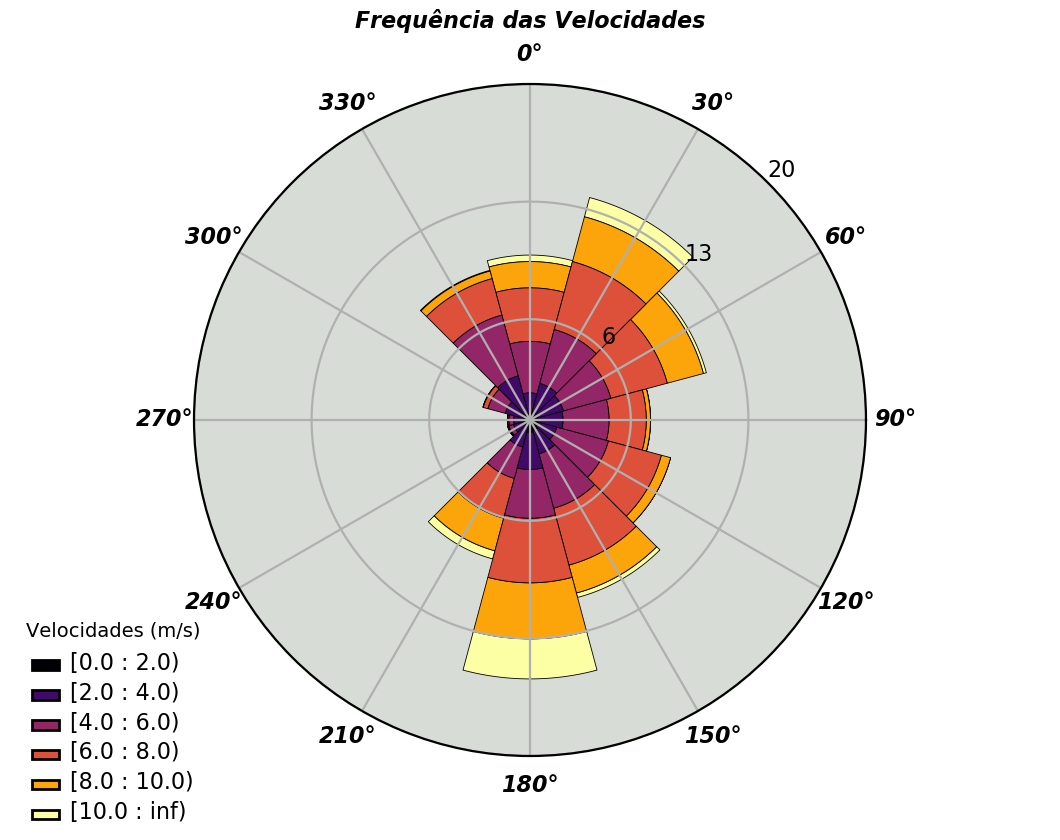 Frequência das Velocidades
0°
330°
30°
20
300°
60°
13
6
270°
90°
240°
120°
210°
150°
180°
Velocidades (m/s)
[0.0 : 2.0)
[2.0 : 4.0)
[4.0 : 6.0)
[6.0 : 8.0)
[8.0 : 10.0)
[10.0 : inf)